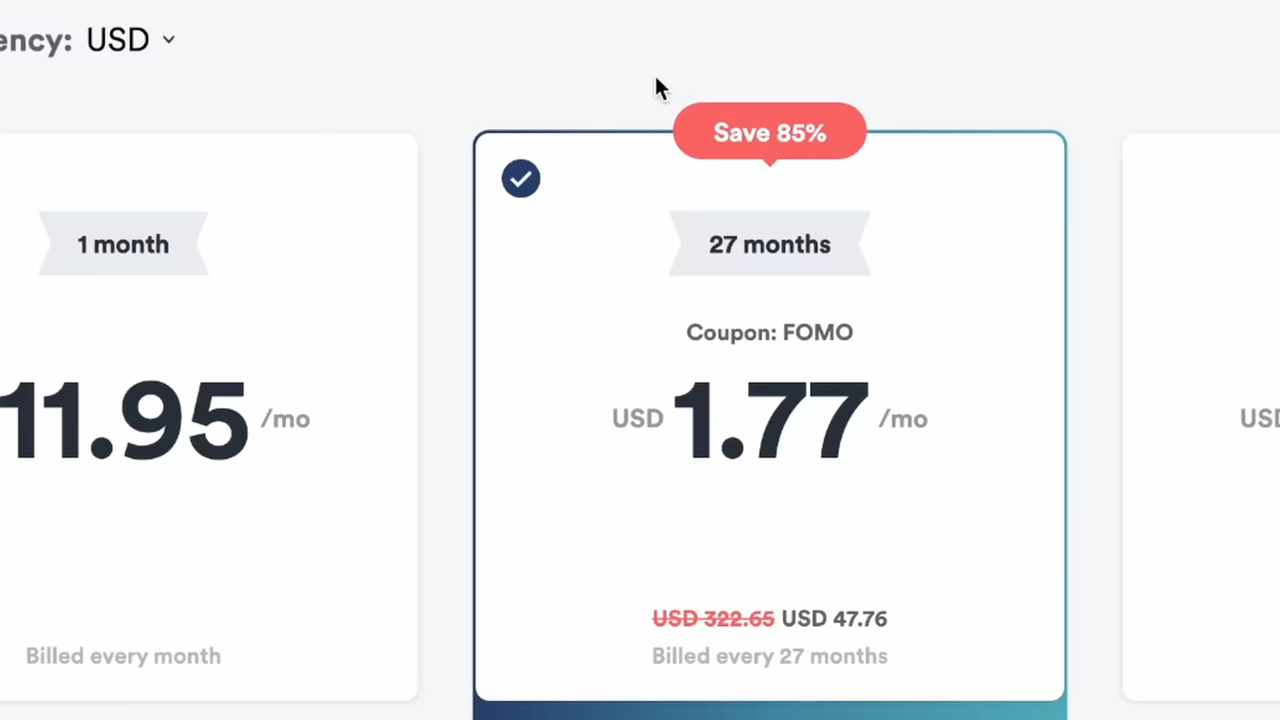 ency: USD
Save 85%
1 month
27 months
Coupon: FOMO
11.95 /mo
USD 1.77 /mo
USD
USD 322.65 USD 47.76
Billed every month
Billed every 27 months